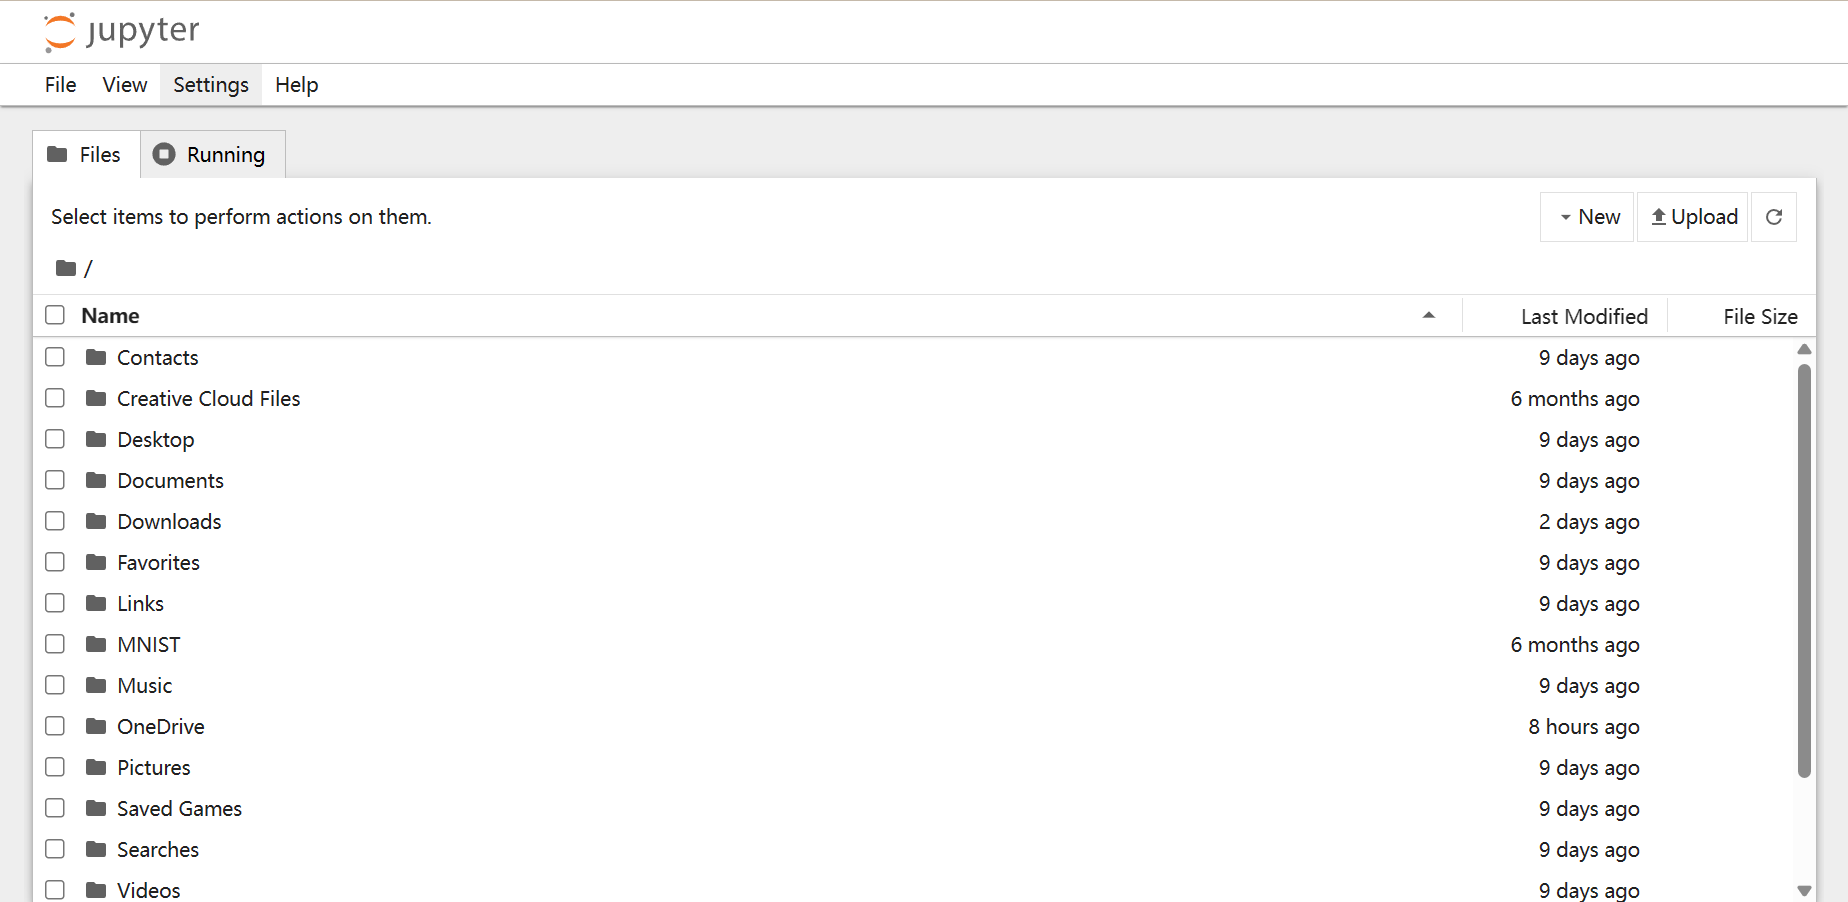 jupyter
File View Settings Help
Files Running
Select items to perform actions on them.
New Upload
/
Name Last Modified File Size
Contacts 9 days ago
Creative Cloud Files 6 months ago
Desktop 9 days ago
Documents 9 days ago
Downloads 2 days ago
Favorites 9 days ago
Links 9 days ago
MNIST 6 months ago
Music 9 days ago
OneDrive 8 hours ago
Pictures 9 days ago
Saved Games 9 days ago
Searches 9 days ago
Videos 9 days ago